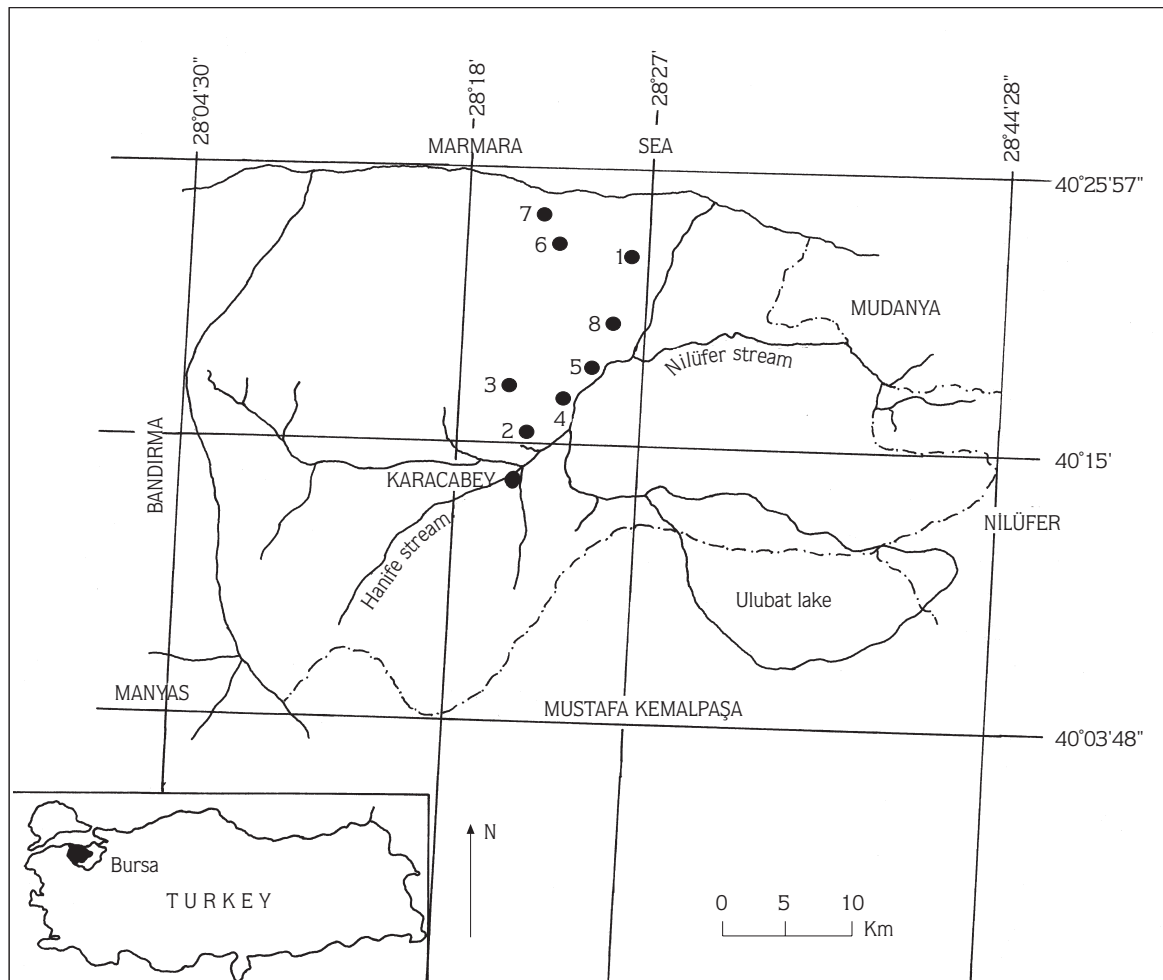 28°04'30"
28°18'
28°27'
28°44'28"
MARMARA SEA
40°25'57"
7
6
1
MUDANYA
8
Nilüfer stream
5
3
4
2
BANDIRMA
40°15'
KARACABEY
NİLÜFER
Hanife stream
Ulubat lake
MANYAS
MUSTAFA KEMALPAŞA
40°03'48"
N
Bursa
TURKEY
0 5 10
Km